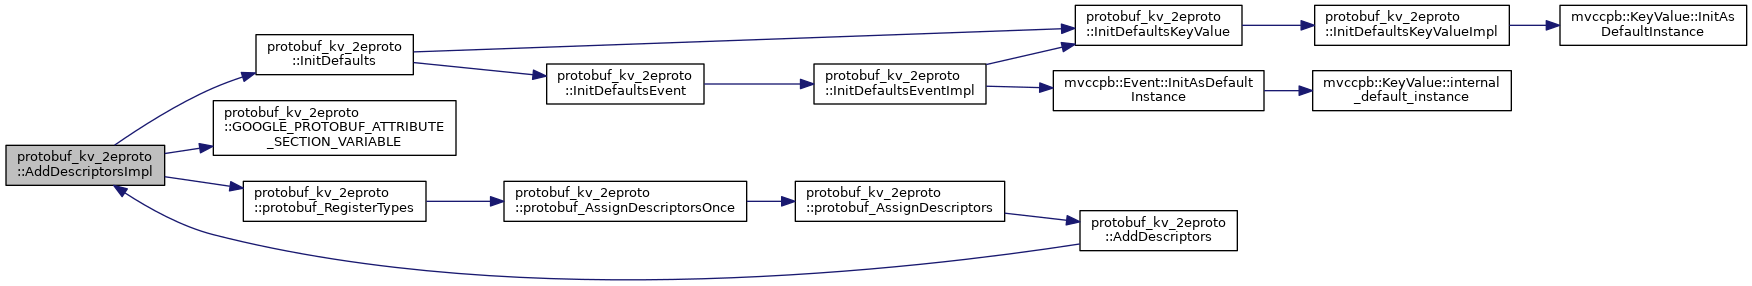 protobuf_kv_2eproto
::AddDescriptorsImpl
protobuf_kv_2eproto
::InitDefaults
protobuf_kv_2eproto
::GOOGLE_PROTOBUF_ATTRIBUTE
_SECTION_VARIABLE
protobuf_kv_2eproto
::protobuf_RegisterTypes
protobuf_kv_2eproto
::InitDefaultsEvent
protobuf_kv_2eproto
::protobuf_AssignDescriptorsOnce
protobuf_kv_2eproto
::InitDefaultsEventImpl
protobuf_kv_2eproto
::protobuf_AssignDescriptors
protobuf_kv_2eproto
::InitDefaultsKeyValue
mvccpb::Event::InitAsDefault
Instance
protobuf_kv_2eproto
::AddDescriptors
protobuf_kv_2eproto
::InitDefaultsKeyValueImpl
mvccpb::KeyValue::internal
_default_instance
mvccpb::KeyValue::InitAs
DefaultInstance